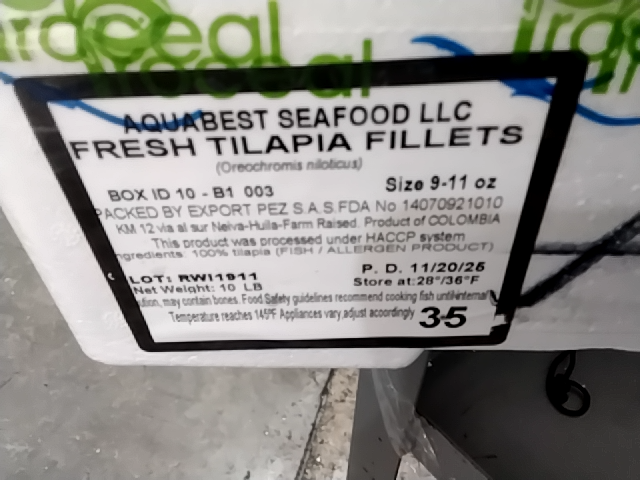 AQUABEST SEAFOOD LLC
FRESH TILAPIA FILLETS
(Oreochromis niloticus)
BOX ID 10 - B1 003 Size 9-11 oz
PACKED BY EXPORT PEZ S.A.S.FDA No 14070921010
KM 12 via al sur Neiva-Huila-Farm Raised. Product of COLOMBIA
This product was processed under HACCP system
ngredients: 100% tilapia (FISH / ALLERGEN PRODUCT)
LOT: RW11911 P. D. 11/20/25
Net Weight: 10 LB Store at:28°/36°F
ution, may contain bones. Food Safety guidelines recommend cooking fish until internal
Temperature reaches 145°F Appliances vary, adjust acoordingly 35